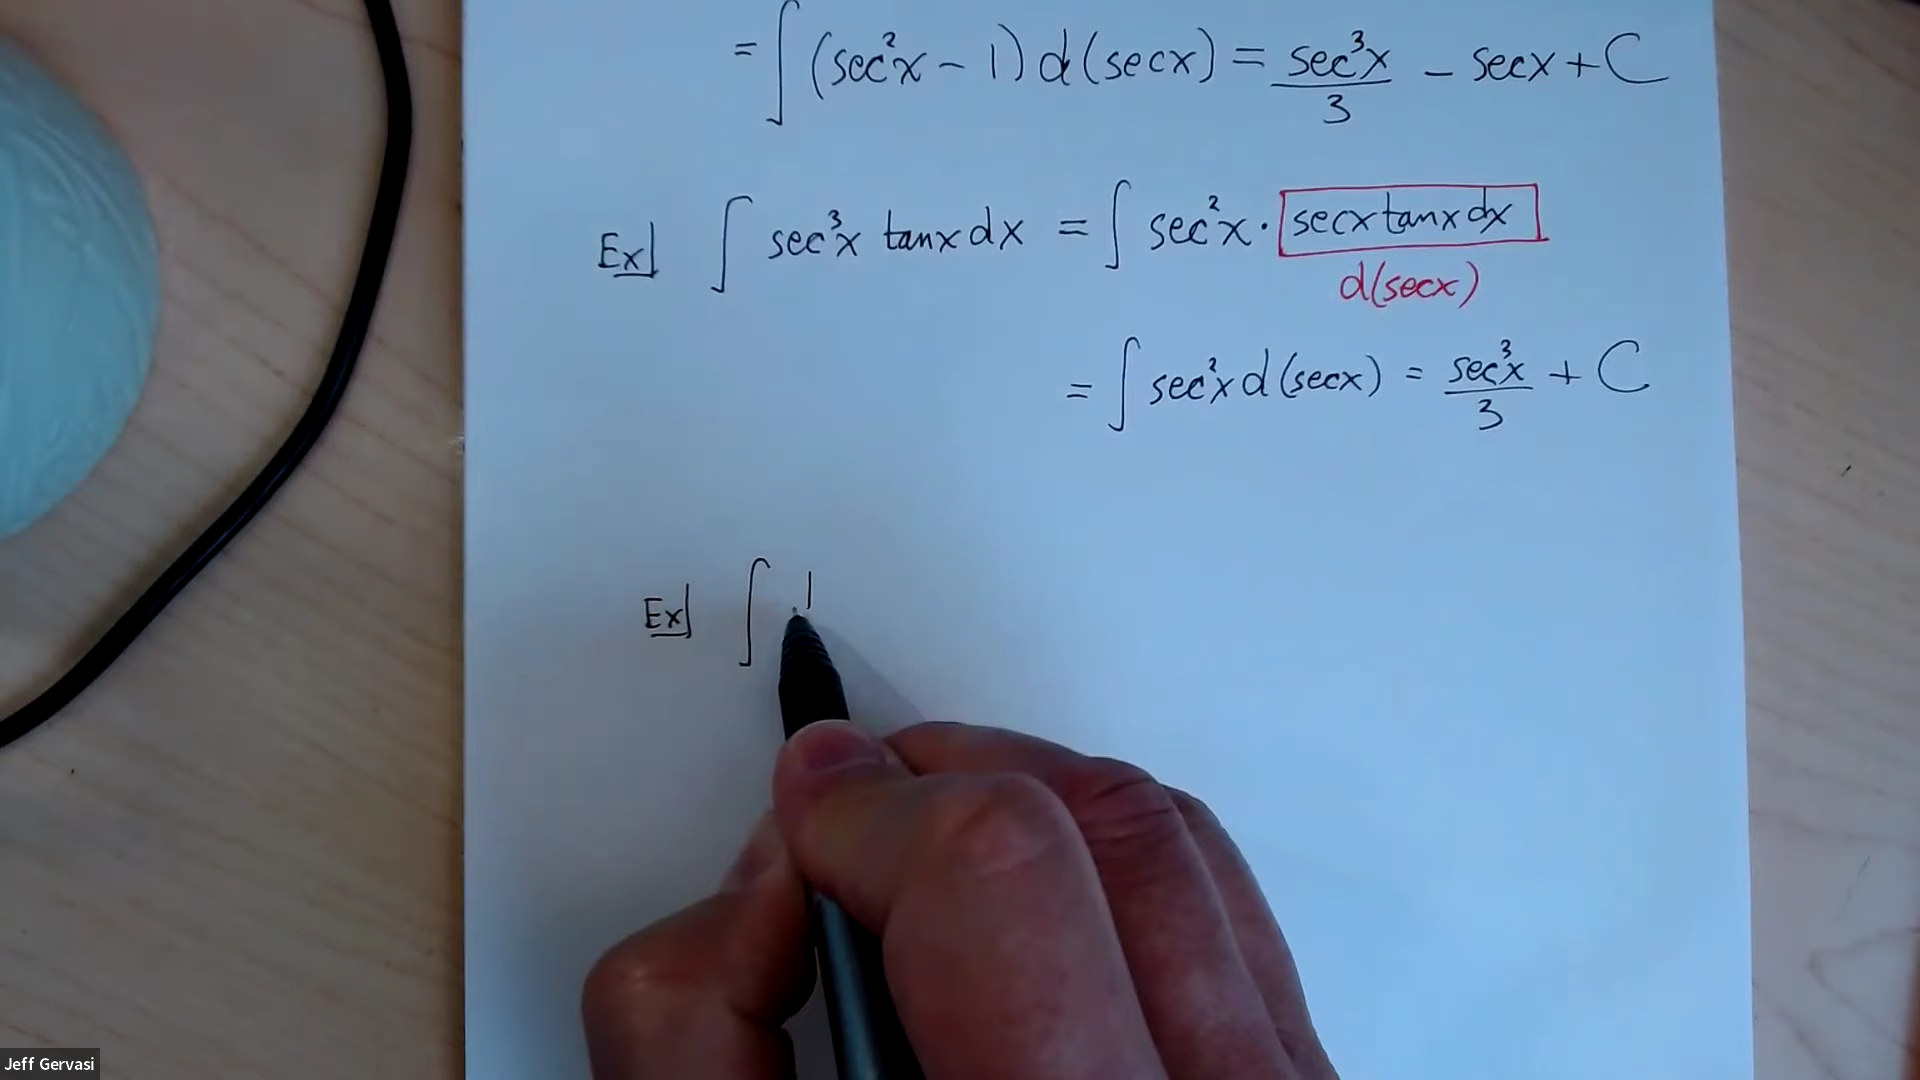 = ∫ (sec²x - 1) d(secx) = sec³x/3 - secx + C
Ex] ∫ sec³x tanx dx = ∫ sec²x · secx tanx dx
d(secx)
= ∫ sec²x d(secx) = sec³x/3 + C
Ex] ∫ 1
Jeff Gervasi